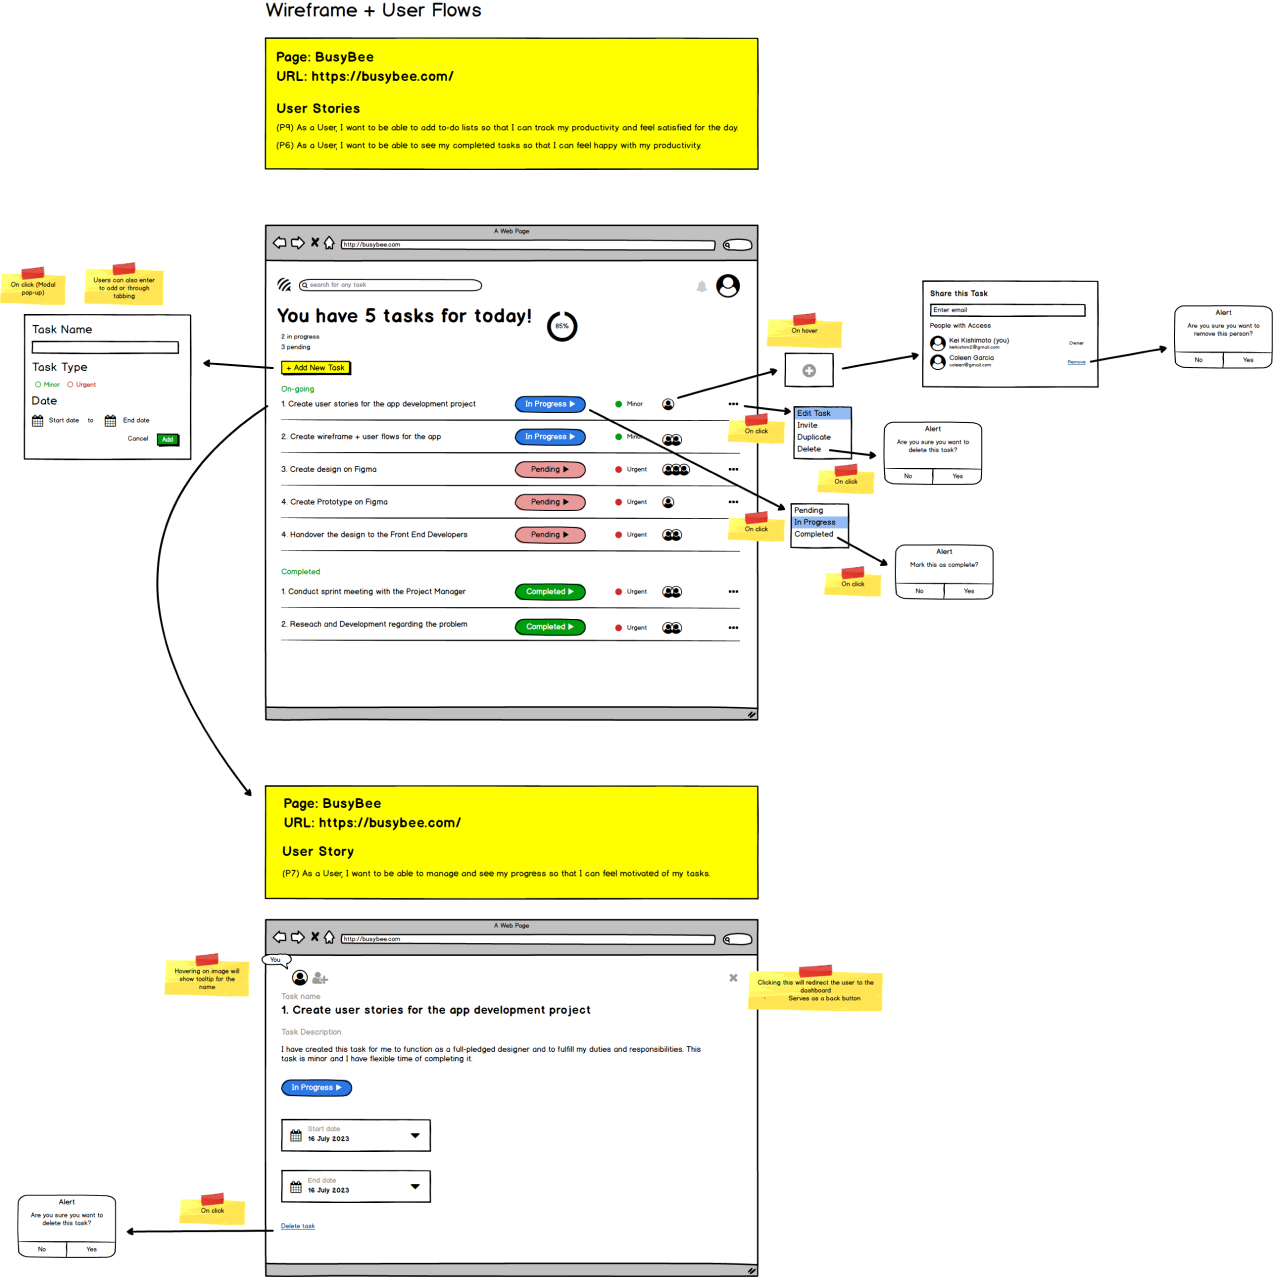 Wireframe + User Flows
Page: BusyBee
URL: https://busybee.com/
User Stories
(P9) As a User, I want to be able to add to-do lists so that I can track my productivity and feel satisfied for the day.
(P6) As a User, I want to be able to see my completed tasks so that I can feel happy with my productivity.
A Web Page
http://busybee.com
search for any task
You have 5 tasks for today!
85%
2 in progress
3 pending
+ Add New Task
On-going
1. Create user stories for the app development project
In Progress
Minor
2. Create wireframe + user flows for the app
In Progress
Minor
3. Create design on Figma
Pending
Urgent
4. Create Prototype on Figma
Pending
Urgent
4. Handover the design to the Front End Developers
Pending
Urgent
Completed
1. Conduct sprint meeting with the Project Manager
Completed
Urgent
2. Reseach and Development regarding the problem
Completed
Urgent
On click (Modal
pop-up)
Users can also enter
to add or through
tabbing
Task Name
Task Type
Minor
Urgent
Date
Start date
to
End date
Cancel
Add
On hover
Share this Task
Enter email
People with Access
Kei Kishimoto (you)
keikishim2@gmail.com
Owner
Coleen Garcia
coleen@gmail.com
Remove
Alert
Are you sure you want to
remove this person?
No
Yes
On click
Edit Task
Invite
Duplicate
Delete
On click
Alert
Are you sure you want to
delete this task?
No
Yes
On click
Pending
In Progress
Completed
On click
Alert
Mark this as complete?
No
Yes
Page: BusyBee
URL: https://busybee.com/
User Story
(P7) As a User, I want to be able to manage and see my progress so that I can feel motivated of my tasks.
A Web Page
http://busybee.com
You
Hovering on image will
show tooltip for the
name
Clicking this will redirect the user to the
dashboard
- Serves as a back button
Task name
1. Create user stories for the app development project
Task Description
I have created this task for me to function as a full-pledged designer and to fulfill my duties and responsibilities. This
task is minor and I have flexible time of completing it.
In Progress
Start date
16 July 2023
End date
16 July 2023
Delete task
On click
Alert
Are you sure you want to
delete this task?
No
Yes